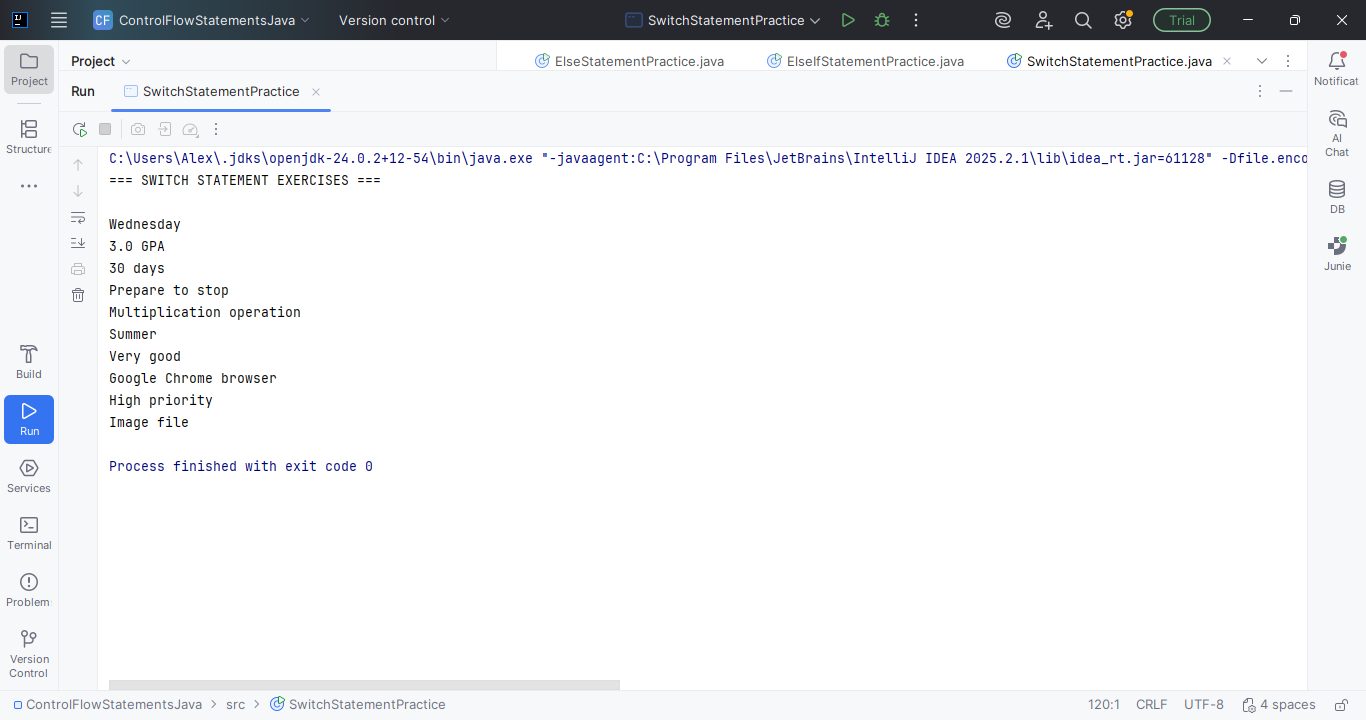 CF ControlFlowStatementsJava Version control SwitchStatementPractice Trial
Project Project ElseStatementPractice.java ElseIfStatementPractice.java SwitchStatementPractice.java Notificat
Run SwitchStatementPractice
Structure
AI Chat
DB
Junie
C:\Users\Alex\.jdks\openjdk-24.0.2+12-54\bin\java.exe "-javaagent:C:\Program Files\JetBrains\IntelliJ IDEA 2025.2.1\lib\idea_rt.jar=61128" -Dfile.enco
=== SWITCH STATEMENT EXERCISES ===
Wednesday
3.0 GPA
30 days
Prepare to stop
Multiplication operation
Summer
Very good
Google Chrome browser
High priority
Image file
Process finished with exit code 0
Build
Run
Services
Terminal
Problem
Version
Control
ControlFlowStatementsJava > src > SwitchStatementPractice 120:1 CRLF UTF-8 4 spaces